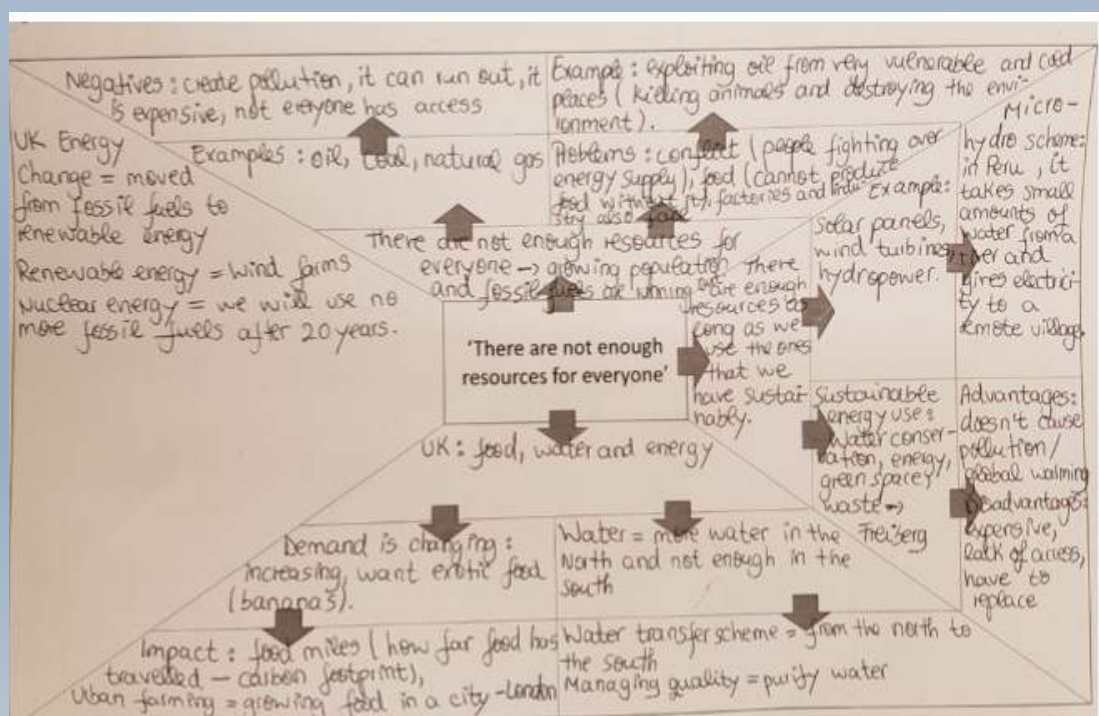 Negatives: create pollution, it can run out, it
is expensive, not everyone has access
Example: exploiting oil from very vulnerable and cold
places (killing animals and destroying the envi-
ronment).
Examples: oil, coal, natural gas
Problems: conflict (people fighting over
energy supply), food (cannot produce
food without it), factories and indu
stry also
There are not enough resources for
everyone → growing population
and fossil fuels are running
UK Energy
Change = moved
from fossil fuels to
renewable energy
Renewable energy = wind farms
Nuclear energy = we will use no
more fossil fuels after 20 years.
'There are not enough
resources for everyone'
There
are enough
resources as
long as we
use the ones
that we
have sustai-
nably.
Example:
solar panels,
wind turbines,
hydropower.
Micro-
hydro scheme:
in Peru, it
takes small
amounts of
water from a
river and
gives electrici-
ty to a
remote village
Sustainable
energy use:
water conser-
vation, energy,
green space,
waste →
Freiberg
Advantages:
doesn't cause
pollution/
global warming
Disadvantages:
expensive,
lack of access,
have to
replace
UK: food, water and energy
Demand is changing:
increasing, want exotic food
(bananas).
Water = more water in the
North and not enough in the
south
Impact: food miles (how far food has
travelled - carbon footprint),
Urban farming = growing food in a city - London
Water transfer scheme = from the north to
the south
Managing quality = purify water